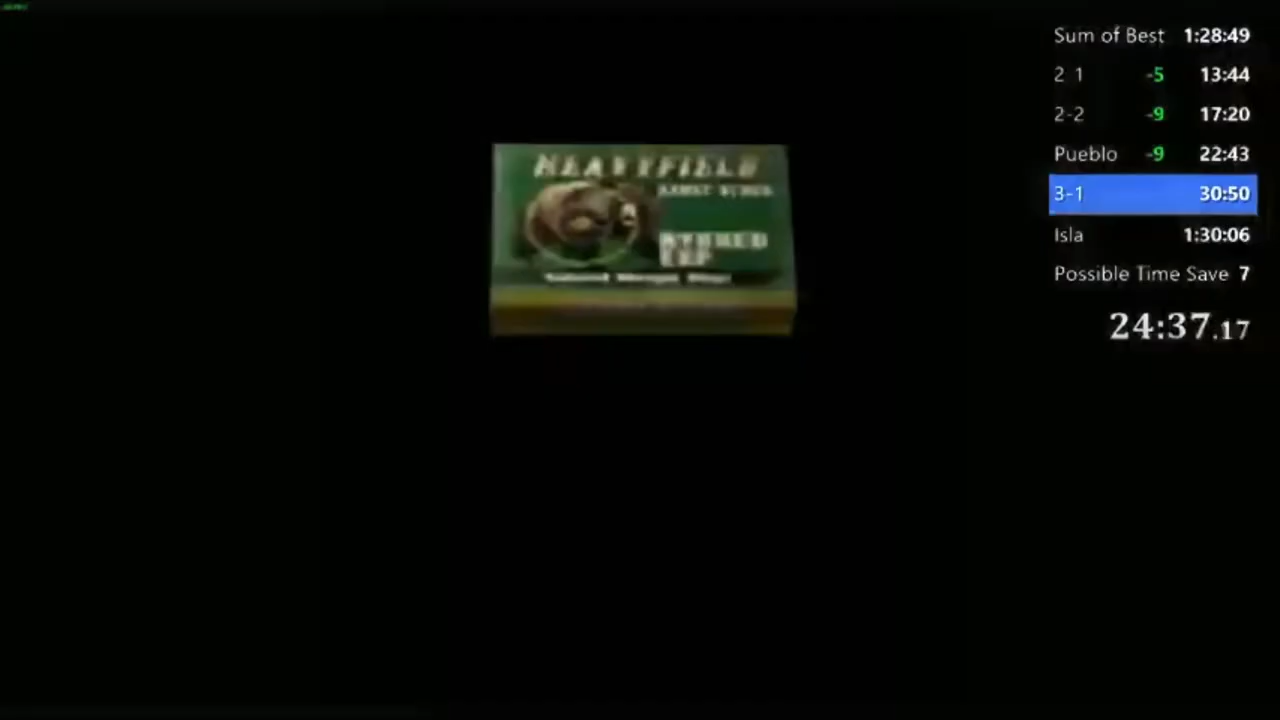 HEAVYFIELD
Sum of Best 1:28:49
2 1 -5 13:44
2-2 -9 17:20
Pueblo -9 22:43
3-1 30:50
Isla 1:30:06
Possible Time Save 7
24:37.17